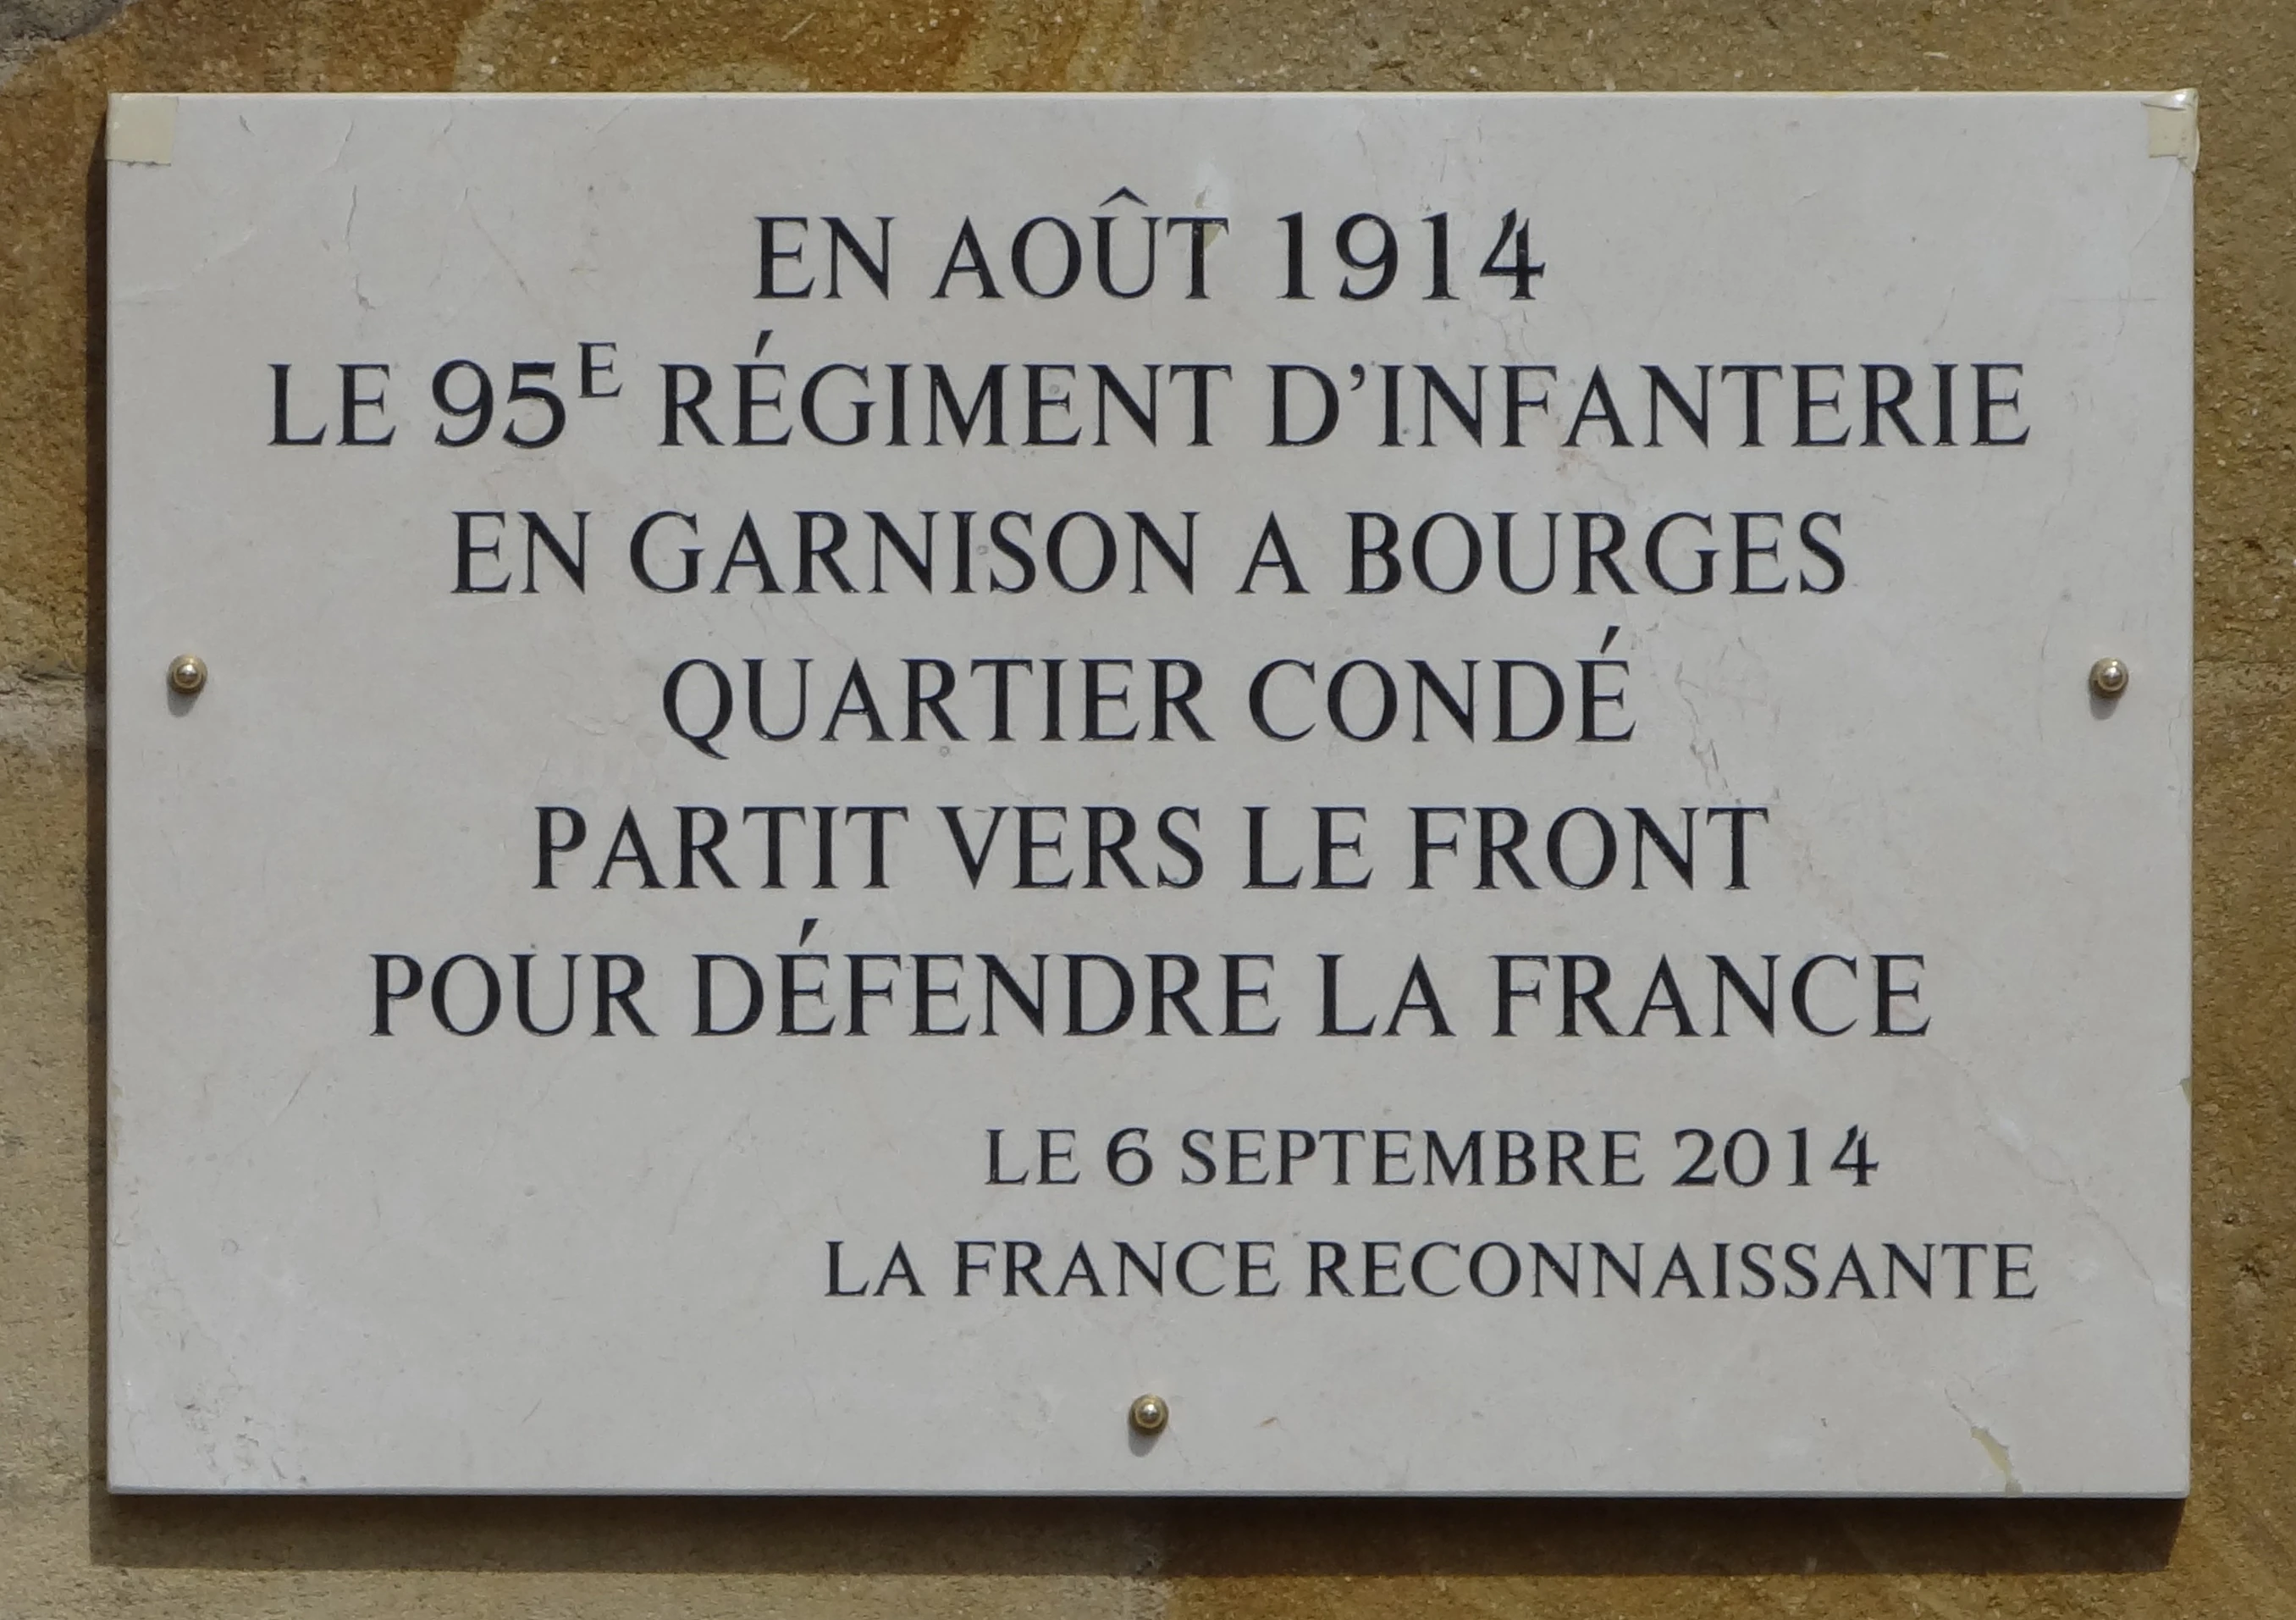 EN AOÛT 1914
LE 95E RÉGIMENT D'INFANTERIE
EN GARNISON A BOURGES
QUARTIER CONDÉ
PARTIT VERS LE FRONT
POUR DÉFENDRE LA FRANCE
LE 6 SEPTEMBRE 2014
LA FRANCE RECONNAISSANTE